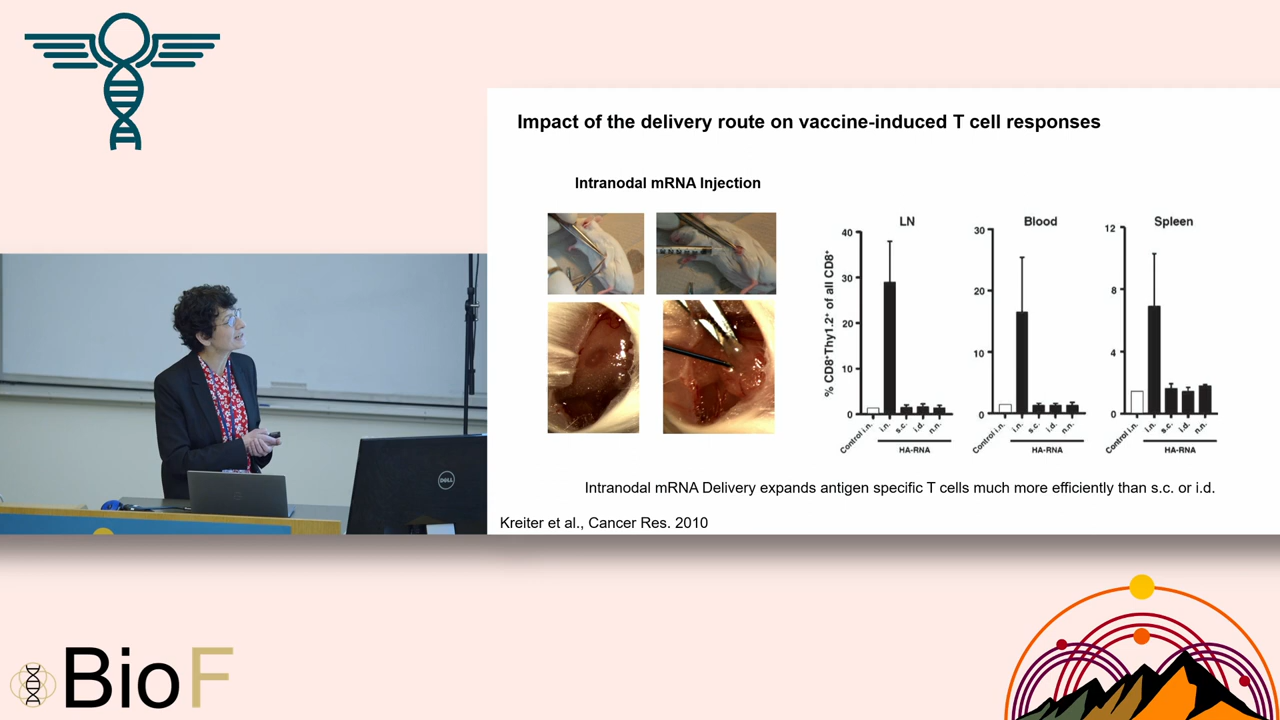 Impact of the delivery route on vaccine-induced T cell responses
Intranodal mRNA Injection
LN
Blood
Spleen
% CD8⁺Thy1.2⁺ of all CD8⁺
40
30
20
10
0
30
20
10
0
12
8
4
0
Control i.n.
i.n.
s.c.
i.d.
n.n.
HA-RNA
Control i.n.
i.n.
s.c.
i.d.
n.n.
HA-RNA
Control i.n.
i.n.
s.c.
i.d.
n.n.
HA-RNA
Intranodal mRNA Delivery expands antigen specific T cells much more efficiently than s.c. or i.d.
Kreiter et al., Cancer Res. 2010
DELL
BioF